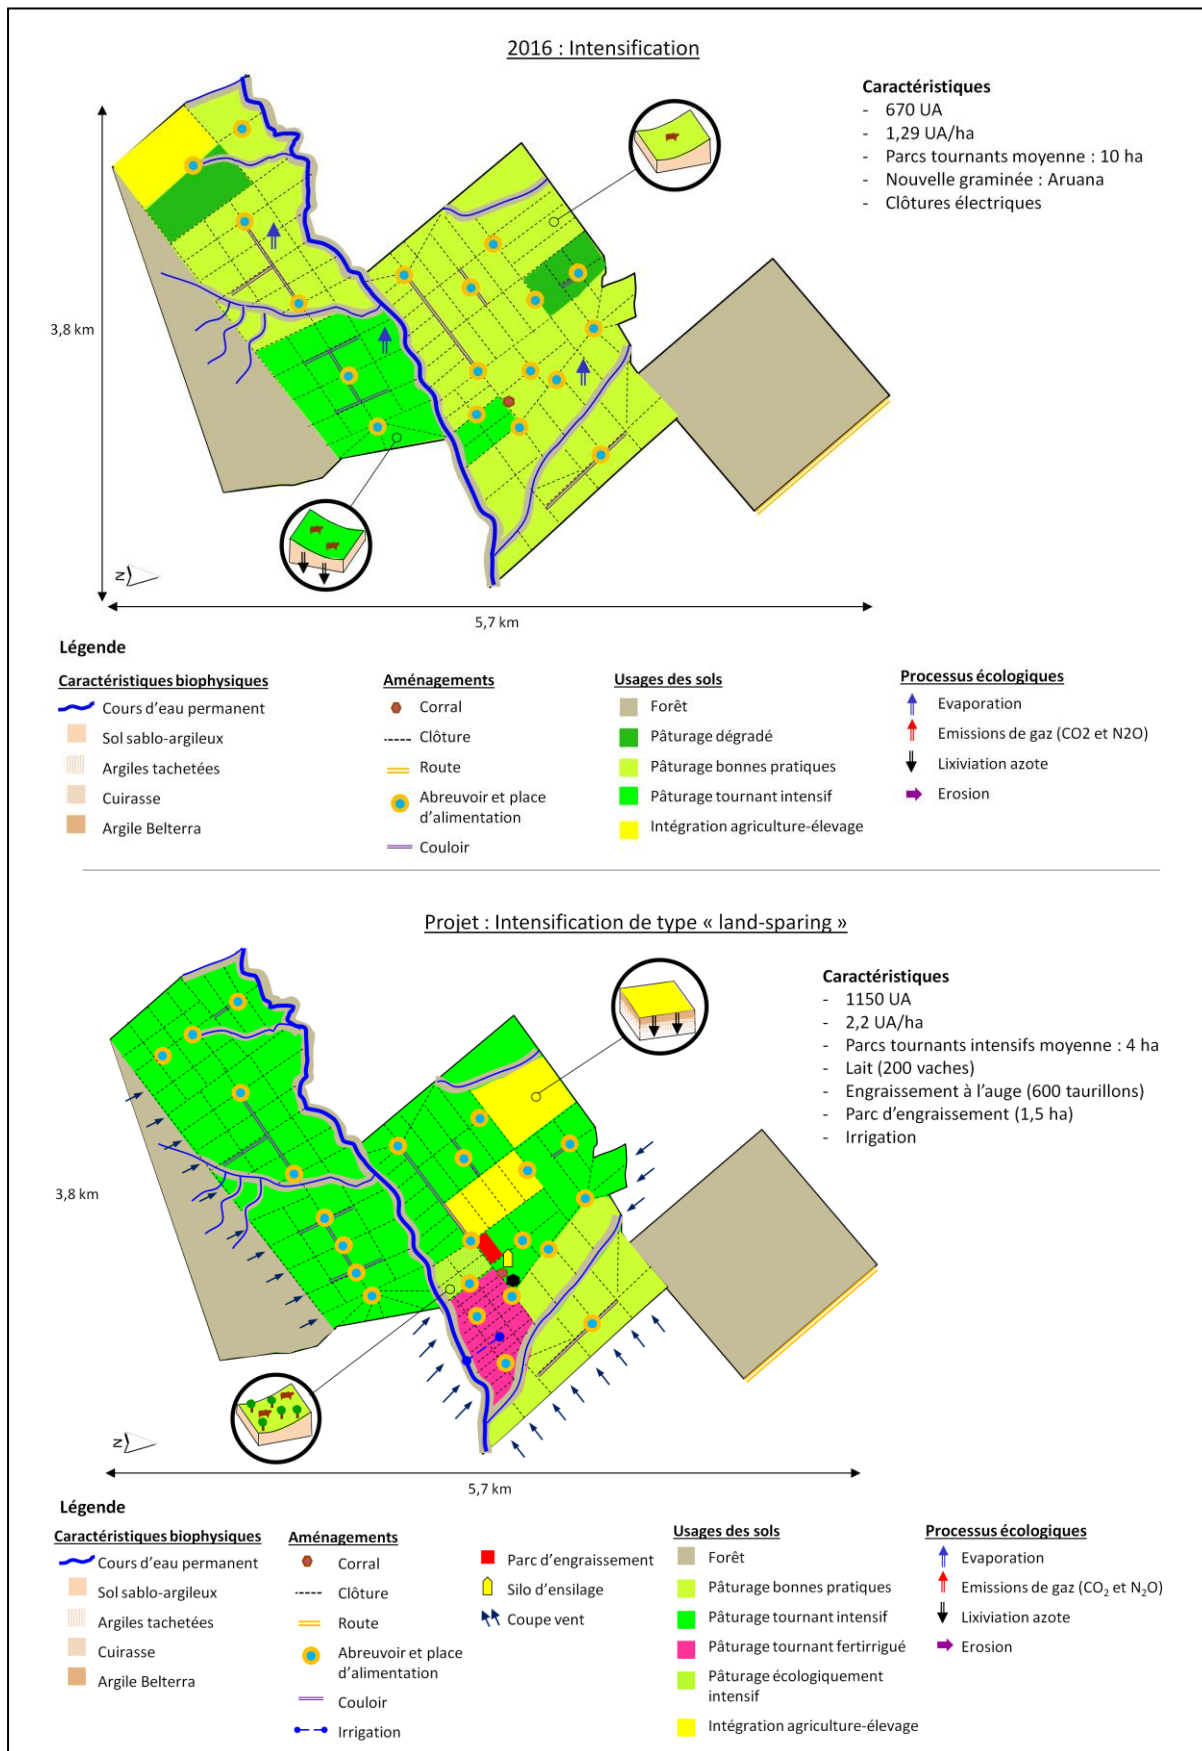 2016 : Intensification
Caractéristiques
- 670 UA
- 1,29 UA/ha
- Parcs tournants moyenne : 10 ha
- Nouvelle graminée : Aruana
- Clôtures électriques
3,8 km
N
5,7 km
Légende
Caractéristiques biophysiques
Cours d'eau permanent
Sol sablo-argileux
Argiles tachetées
Cuirasse
Argile Belterra
Aménagements
Corral
Clôture
Route
Abreuvoir et place
d'alimentation
Couloir
Usages des sols
Forêt
Pâturage dégradé
Pâturage bonnes pratiques
Pâturage tournant intensif
Intégration agriculture-élevage
Processus écologiques
Evaporation
Emissions de gaz (CO2 et N2O)
Lixiviation azote
Erosion
Projet : Intensification de type « land-sparing »
Caractéristiques
- 1150 UA
- 2,2 UA/ha
- Parcs tournants intensifs moyenne : 4 ha
- Lait (200 vaches)
- Engraissement à l'auge (600 taurillons)
- Parc d'engraissement (1,5 ha)
- Irrigation
3,8 km
N
5,7 km
Légende
Caractéristiques biophysiques
Cours d'eau permanent
Sol sablo-argileux
Argiles tachetées
Cuirasse
Argile Belterra
Aménagements
Corral
Clôture
Route
Abreuvoir et place
d'alimentation
Couloir
Irrigation
Parc d'engraissement
Silo d'ensilage
Coupe vent
Usages des sols
Forêt
Pâturage bonnes pratiques
Pâturage tournant intensif
Pâturage tournant fertirrigué
Pâturage écologiquement
intensif
Intégration agriculture-élevage
Processus écologiques
Evaporation
Emissions de gaz (CO₂ et N₂O)
Lixiviation azote
Erosion